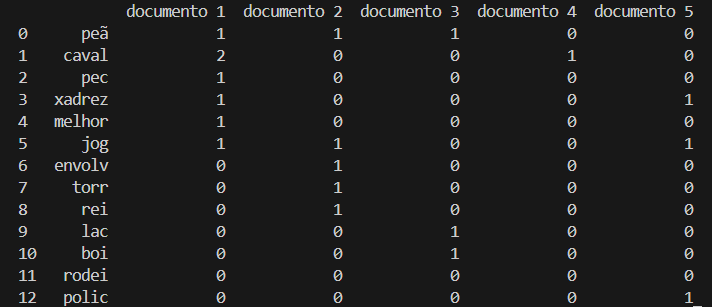 documento 1 documento 2 documento 3 documento 4 documento 5
0 peã 1 1 1 0 0
1 caval 2 0 0 1 0
2 pec 1 0 0 0 0
3 xadrez 1 0 0 0 1
4 melhor 1 0 0 0 0
5 jog 1 1 0 0 1
6 envolv 0 1 0 0 0
7 torr 0 1 0 0 0
8 rei 0 1 0 0 0
9 lac 0 0 1 0 0
10 boi 0 0 1 0 0
11 rodei 0 0 0 0 0
12 polic 0 0 0 0 1